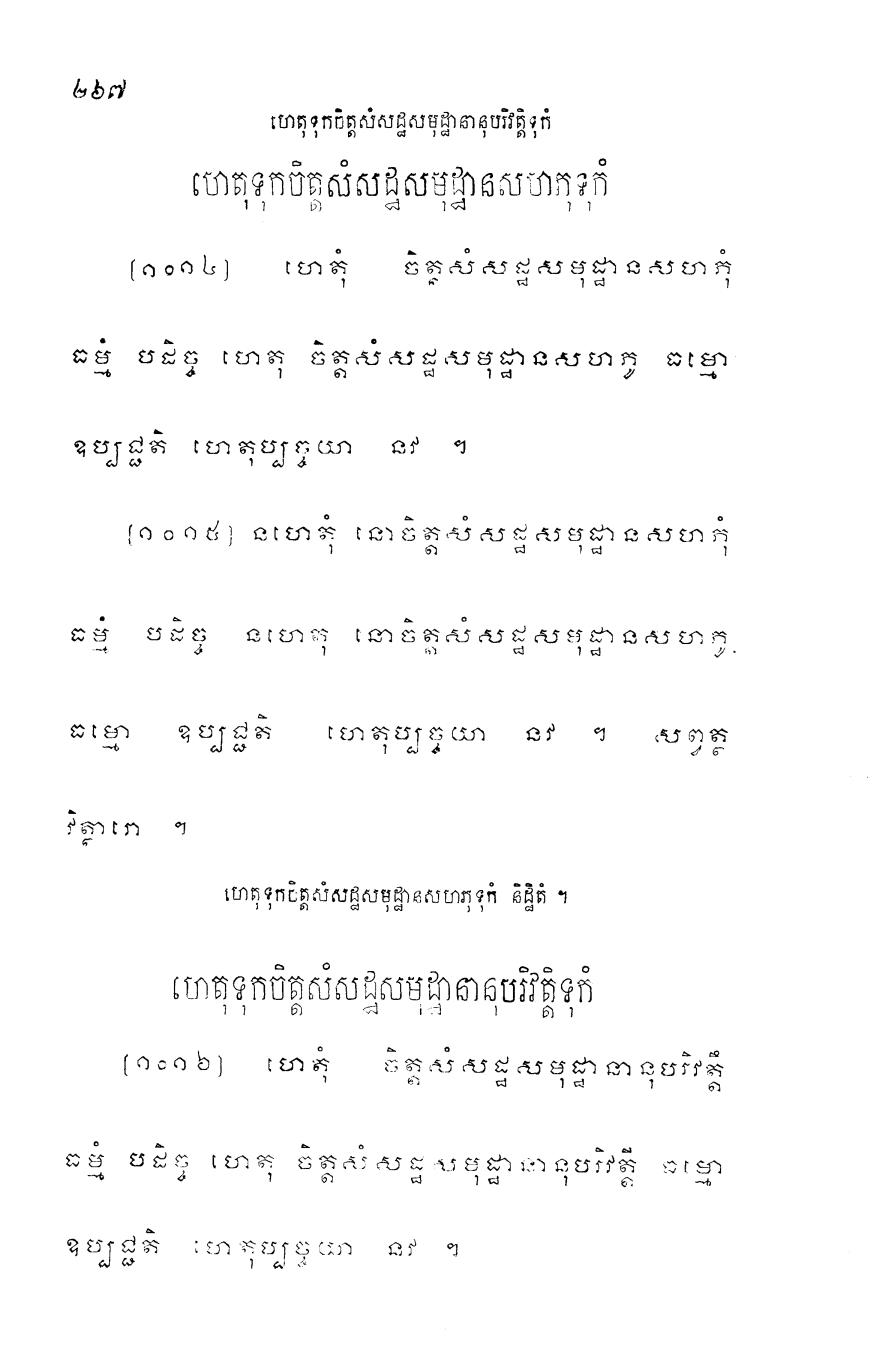 ២៦៧
ហេតុទុកចិត្តសំសដ្ឋសមុដ្ឋានានុបរិវត្តិទុកំ
ហេតុទុកចិត្តសំសដ្ឋសមុដ្ឋានសហភុទុកំ
[១០១៤] ហេតុំ ចិត្តសំសដ្ឋសមុដ្ឋានសហភុំ
ធម្មំ បដិច្ច ហេតុ ចិត្តសំសដ្ឋសមុដ្ឋានសហភូ ធម្មោ
ឧប្បជ្ជតិ ហេតុប្បច្ចយា នវ ។
[១០១៥] នហេតុំ នោចិត្តសំសដ្ឋសមុដ្ឋានសហភុំ
ធម្មំ បដិច្ច នហេតុ នោចិត្តសំសដ្ឋសមុដ្ឋានសហភូ
ធម្មោ ឧប្បជ្ជតិ ហេតុប្បច្ចយា នវ ។ សព្វត្ថ
វិត្ថារោ ។
ហេតុទុកចិត្តសំសដ្ឋសមុដ្ឋានសហភុទុកំ និដ្ឋិតំ ។
ហេតុទុកចិត្តសំសដ្ឋសមុដ្ឋានានុបរិវត្តិទុកំ
[១០១៦] ហេតុំ ចិត្តសំសដ្ឋសមុដ្ឋានានុបរិវត្តឹ
ធម្មំ បដិច្ច ហេតុ ចិត្តសំសដ្ឋសមុដ្ឋានានុបរិវត្តី ធម្មោ
ឧប្បជ្ជតិ ហេតុប្បច្ចយា នវ ។